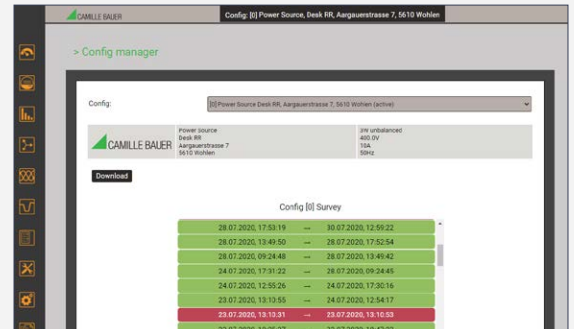 CAMILLE BAUER
Config: [0] Power Source, Desk RR, Aargauerstrasse 7, 5610 Wohlen
> Config manager
Config:
[0] Power Source Desk RR, Aargauerstrasse 7, 5610 Wohlen (active)
CAMILLE BAUER
Power Source
Desk RR
Aargauerstrasse 7
5610 Wohlen
3W unbalanced
400.0V
10A
50Hz
Download
Config [0] Survey
28.07.2020, 17:53:19 → 30.07.2020, 12:59:22
28.07.2020, 13:49:50 → 28.07.2020, 17:52:54
28.07.2020, 09:24:48 → 28.07.2020, 13:49:42
24.07.2020, 17:31:22 → 28.07.2020, 09:24:45
24.07.2020, 12:55:26 → 24.07.2020, 17:30:16
23.07.2020, 13:13:55 → 24.07.2020, 12:54:17
23.07.2020, 13:13:31 → 23.07.2020, 13:10:53